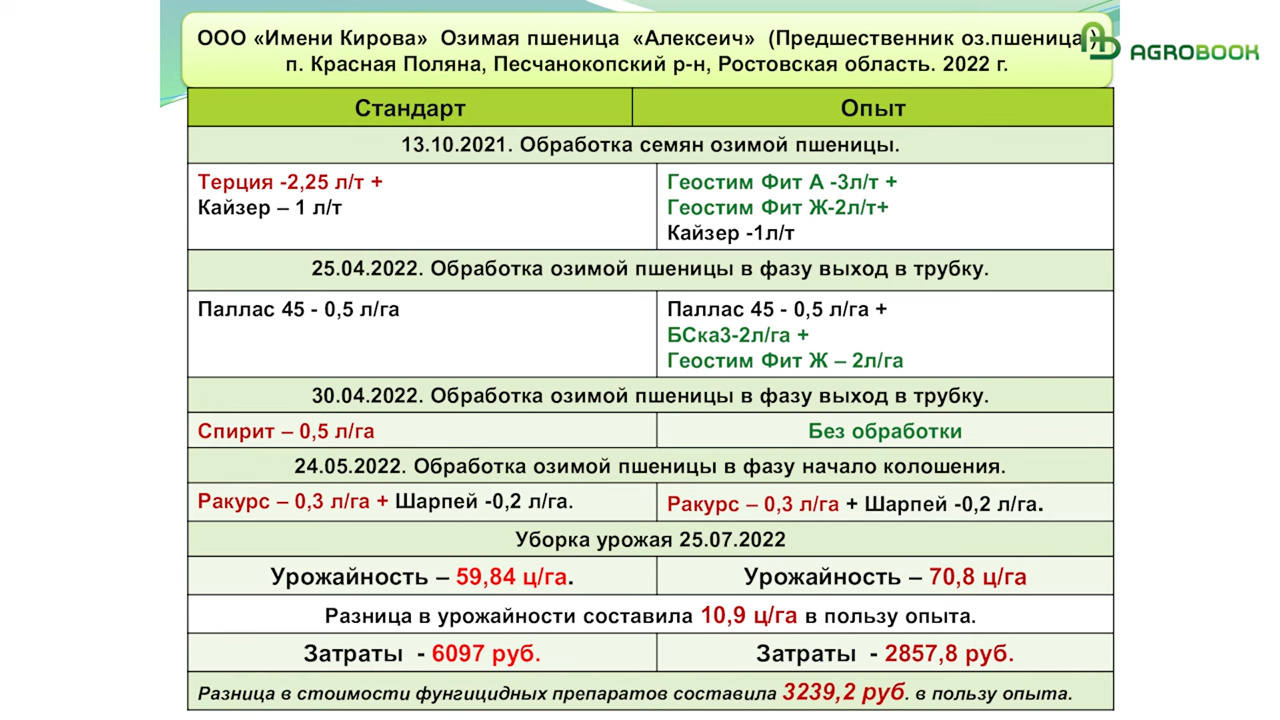 ООО «Имени Кирова» Озимая пшеница «Алексеич» (Предшественник оз.пшеница)
п. Красная Поляна, Песчанокопский р-н, Ростовская область. 2022 г.
AGROBOOK
Стандарт
Опыт
13.10.2021. Обработка семян озимой пшеницы.
Терция -2,25 л/т +
Кайзер – 1 л/т
Геостим Фит А -3л/т +
Геостим Фит Ж-2л/т+
Кайзер -1л/т
25.04.2022. Обработка озимой пшеницы в фазу выход в трубку.
Паллас 45 - 0,5 л/га
Паллас 45 - 0,5 л/га +
БСка3-2л/га +
Геостим Фит Ж – 2л/га
30.04.2022. Обработка озимой пшеницы в фазу выход в трубку.
Спирит – 0,5 л/га
Без обработки
24.05.2022. Обработка озимой пшеницы в фазу начало колошения.
Ракурс – 0,3 л/га + Шарпей -0,2 л/га.
Ракурс – 0,3 л/га + Шарпей -0,2 л/га.
Уборка урожая 25.07.2022
Урожайность – 59,84 ц/га.
Урожайность – 70,8 ц/га
Разница в урожайности составила 10,9 ц/га в пользу опыта.
Затраты - 6097 руб.
Затраты - 2857,8 руб.
Разница в стоимости фунгицидных препаратов составила 3239,2 руб. в пользу опыта.